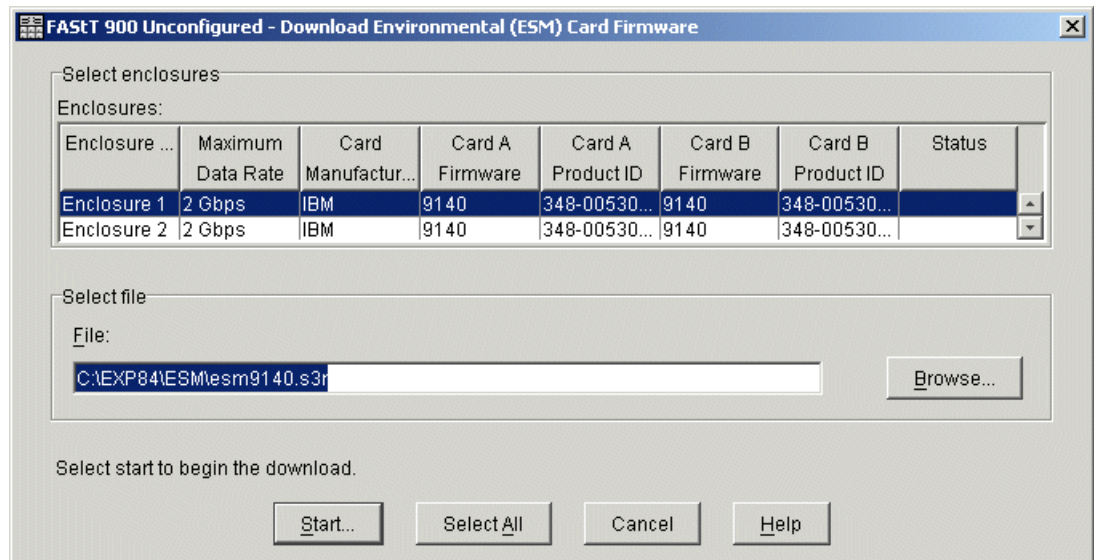 FAStT 900 Unconfigured - Download Environmental (ESM) Card Firmware
Select enclosures
Enclosures:
Enclosure ... Maximum Data Rate Card Manufactur... Card A Firmware Card A Product ID Card B Firmware Card B Product ID Status
Enclosure 1 2 Gbps IBM 9140 348-00530... 9140 348-00530...
Enclosure 2 2 Gbps IBM 9140 348-00530... 9140 348-00530...
Select file
File:
C:\EXP84\ESM\esm9140.s3r
Browse...
Select start to begin the download.
Start... Select All Cancel Help